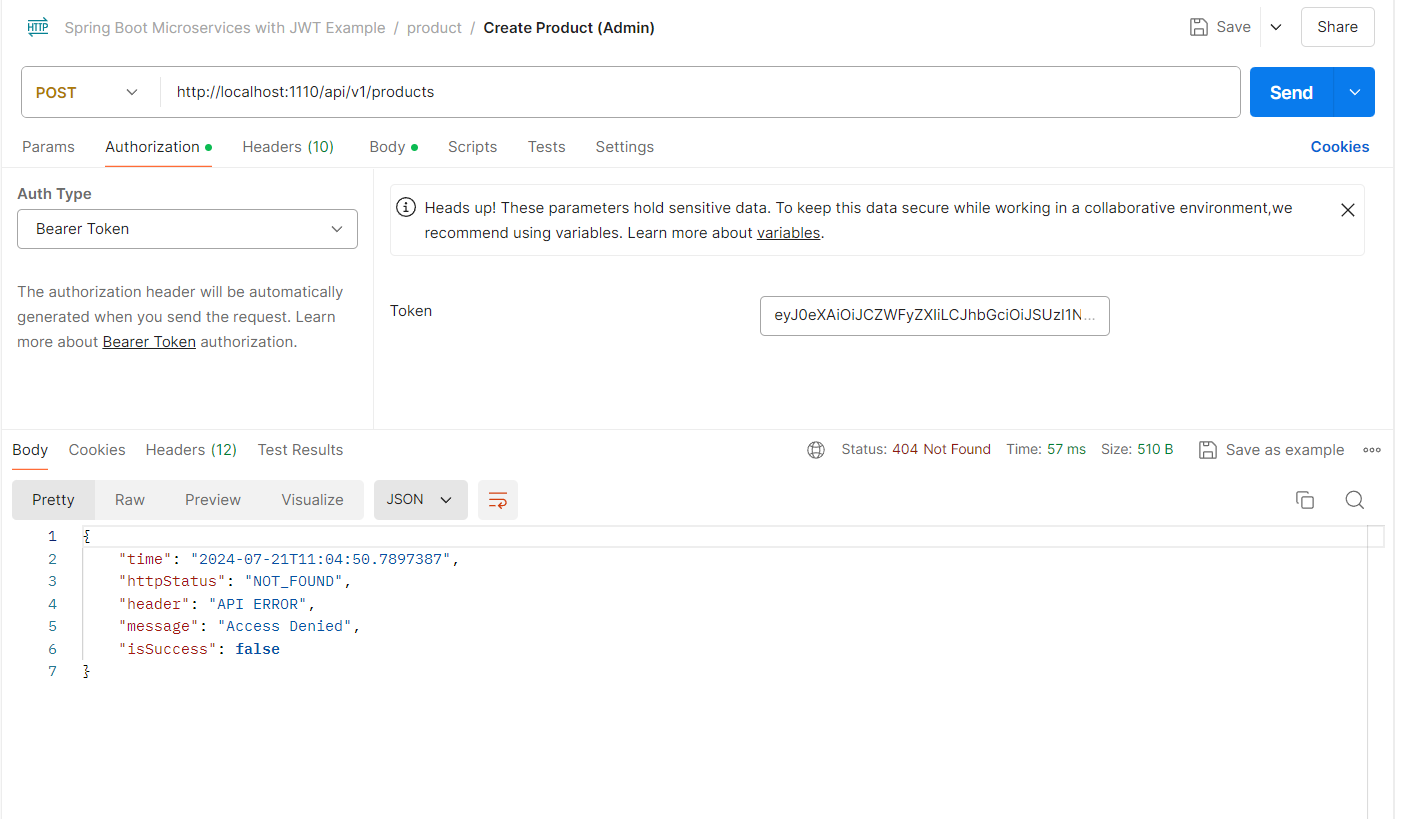 HTTP Spring Boot Microservices with JWT Example / product / Create Product (Admin) Save Share
POST http://localhost:1110/api/v1/products Send
Params Authorization Headers (10) Body Scripts Tests Settings Cookies
Auth Type
Bearer Token
The authorization header will be automatically
generated when you send the request. Learn
more about Bearer Token authorization.
Heads up! These parameters hold sensitive data. To keep this data secure while working in a collaborative environment,we
recommend using variables. Learn more about variables.
Token eyJ0eXAiOiJCZWFyZXIiLCJhbGciOiJSUzI1N...
Body Cookies Headers (12) Test Results Status: 404 Not Found Time: 57 ms Size: 510 B Save as example
Pretty Raw Preview Visualize JSON
1 {
2 "time": "2024-07-21T11:04:50.7897387",
3 "httpStatus": "NOT_FOUND",
4 "header": "API ERROR",
5 "message": "Access Denied",
6 "isSuccess": false
7 }